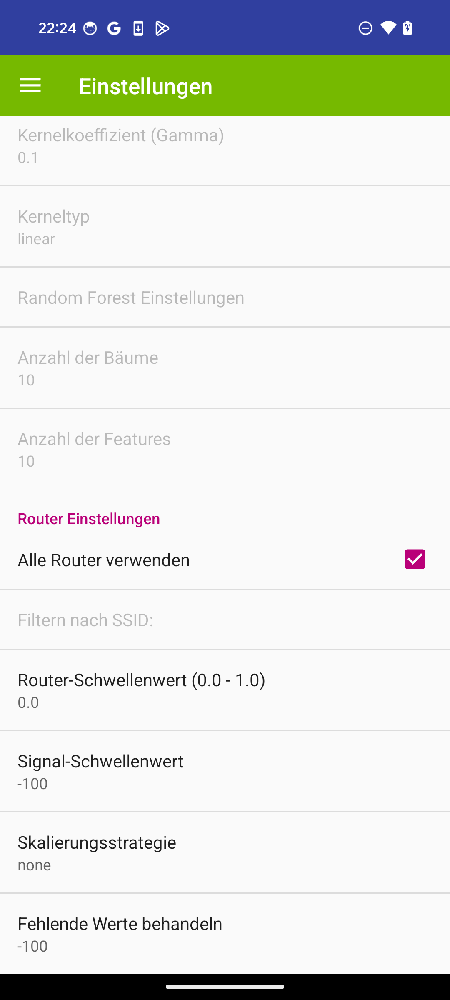 22:24
Einstellungen
Kernelkoeffizient (Gamma)
0.1
Kerneltyp
linear
Random Forest Einstellungen
Anzahl der Bäume
10
Anzahl der Features
10
Router Einstellungen
Alle Router verwenden
Filtern nach SSID:
Router-Schwellenwert (0.0 - 1.0)
0.0
Signal-Schwellenwert
-100
Skalierungsstrategie
none
Fehlende Werte behandeln
-100